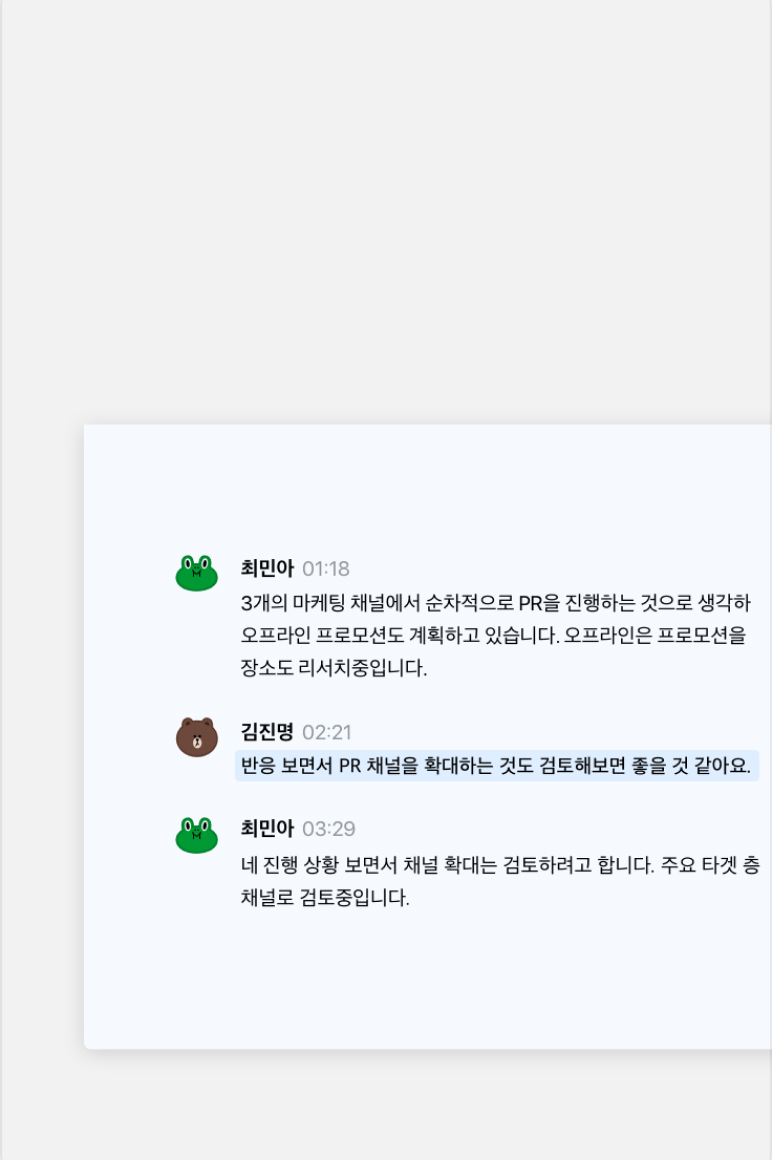 최민아 01:18
3개의 마케팅 채널에서 순차적으로 PR을 진행하는 것으로 생각하
오프라인 프로모션도 계획하고 있습니다. 오프라인은 프로모션을
장소도 리서치중입니다.
김진명 02:21
반응 보면서 PR 채널을 확대하는 것도 검토해보면 좋을 것 같아요.
최민아 03:29
네 진행 상황 보면서 채널 확대는 검토하려고 합니다. 주요 타겟 층
채널로 검토중입니다.